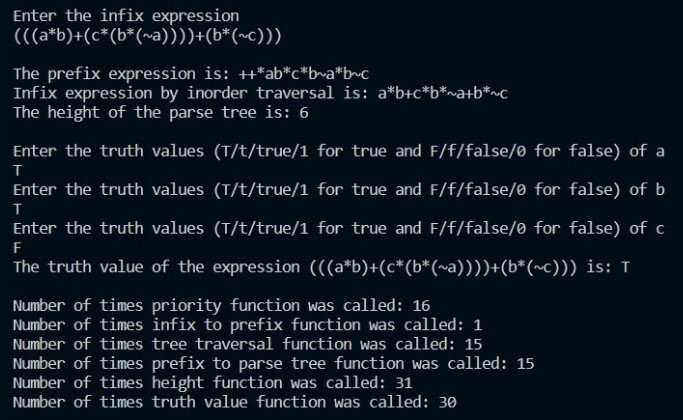 Enter the infix expression
(((a*b)+(c*(b*(~a))))+(b*(~c)))
The prefix expression is: ++*ab*c*b~a*b~c
Infix expression by inorder traversal is: a*b+c*b*~a+b*~c
The height of the parse tree is: 6
Enter the truth values (T/t/true/1 for true and F/f/false/0 for false) of a
T
Enter the truth values (T/t/true/1 for true and F/f/false/0 for false) of b
T
Enter the truth values (T/t/true/1 for true and F/f/false/0 for false) of c
F
The truth value of the expression (((a*b)+(c*(b*(~a))))+(b*(~c))) is: T
Number of times priority function was called: 16
Number of times infix to prefix function was called: 1
Number of times tree traversal function was called: 15
Number of times prefix to parse tree function was called: 15
Number of times height function was called: 31
Number of times truth value function was called: 30